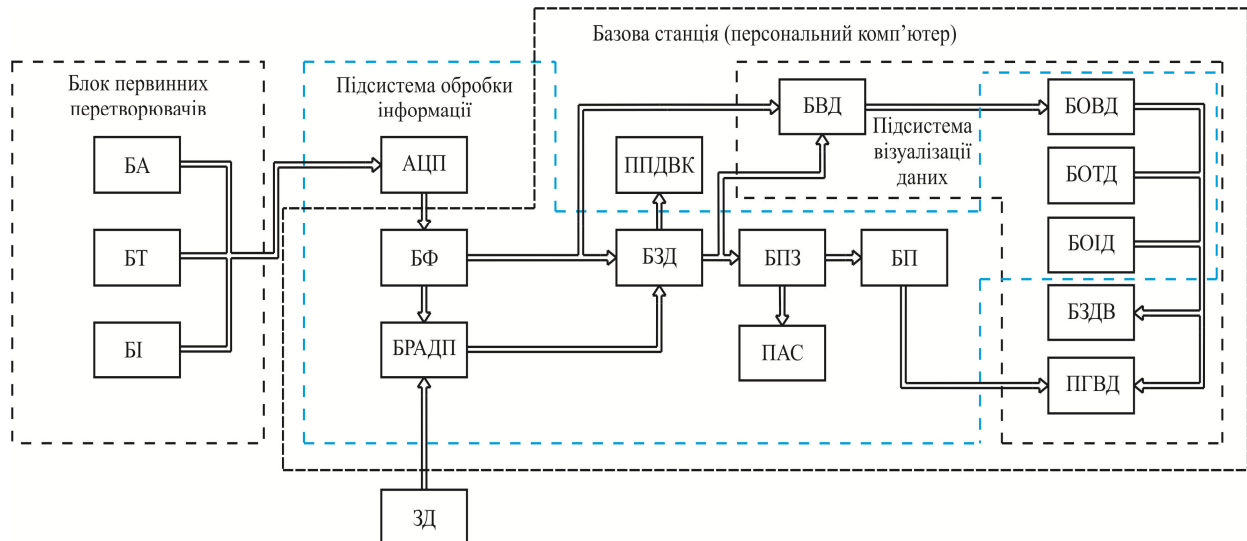 Базова станція (персональний комп’ютер)
Блок первинних
перетворювачів
Підсистема обробки
інформації
БА
БТ
БІ
АЦП
БФ
БРАДП
ЗД
ППДВК
БЗД
БВД
Підсистема
візуалізації
даних
БПЗ
БП
ПАС
БОВД
БОТД
БОІД
БЗДВ
ПГВД